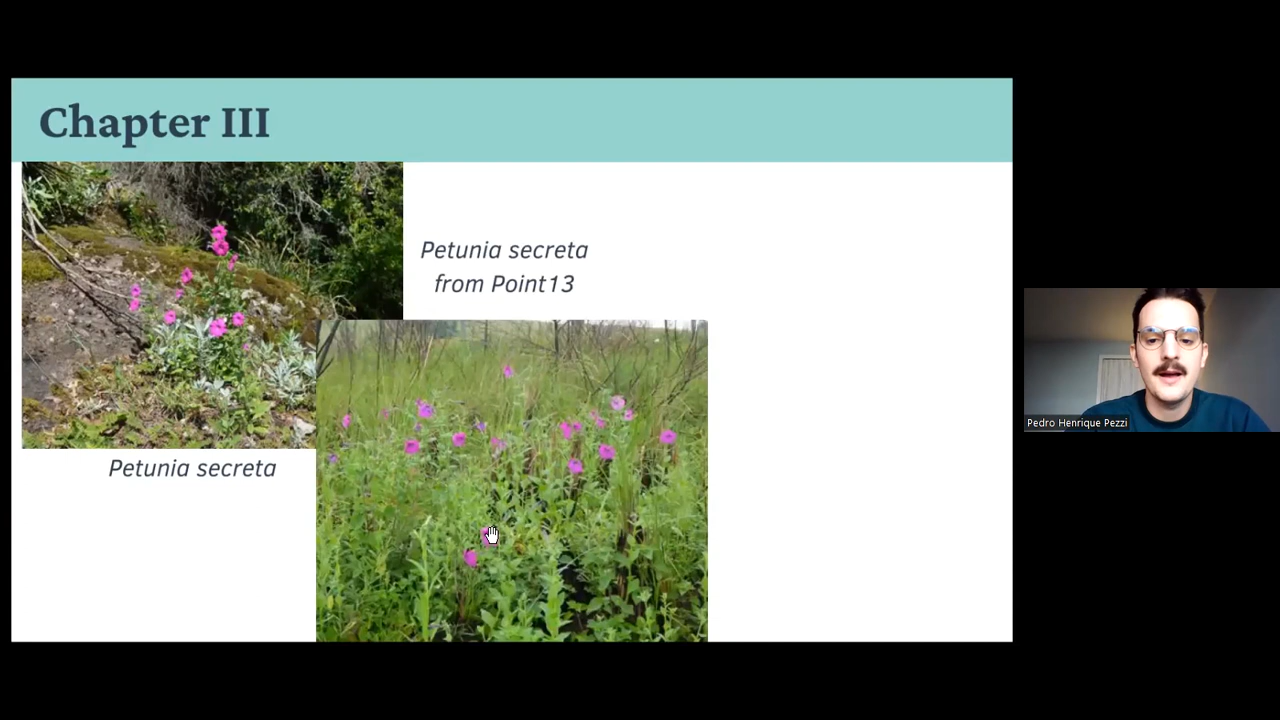 Chapter III
Petunia secreta
from Point13
Petunia secreta
Pedro Henrique Pezzi